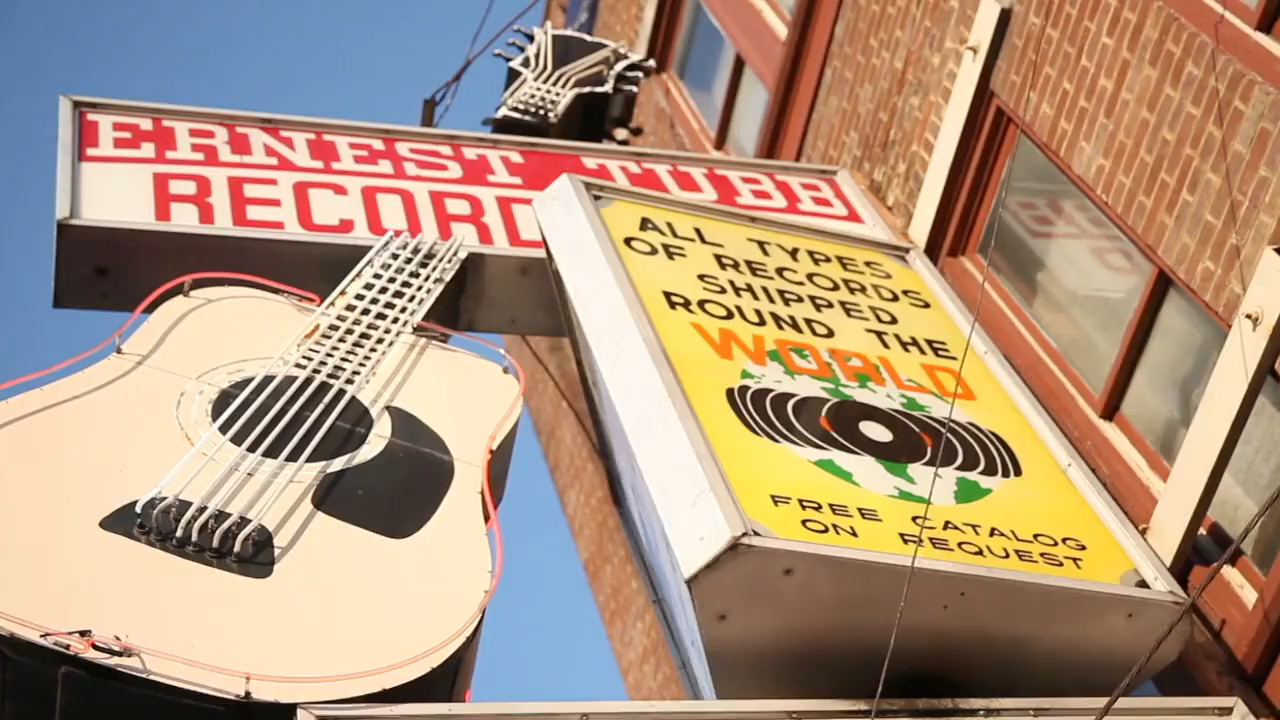 ERNEST TUBB
RECORD
ALL TYPES
OF RECORDS
SHIPPED
ROUND THE
WORLD
FREE CATALOG
ON REQUEST